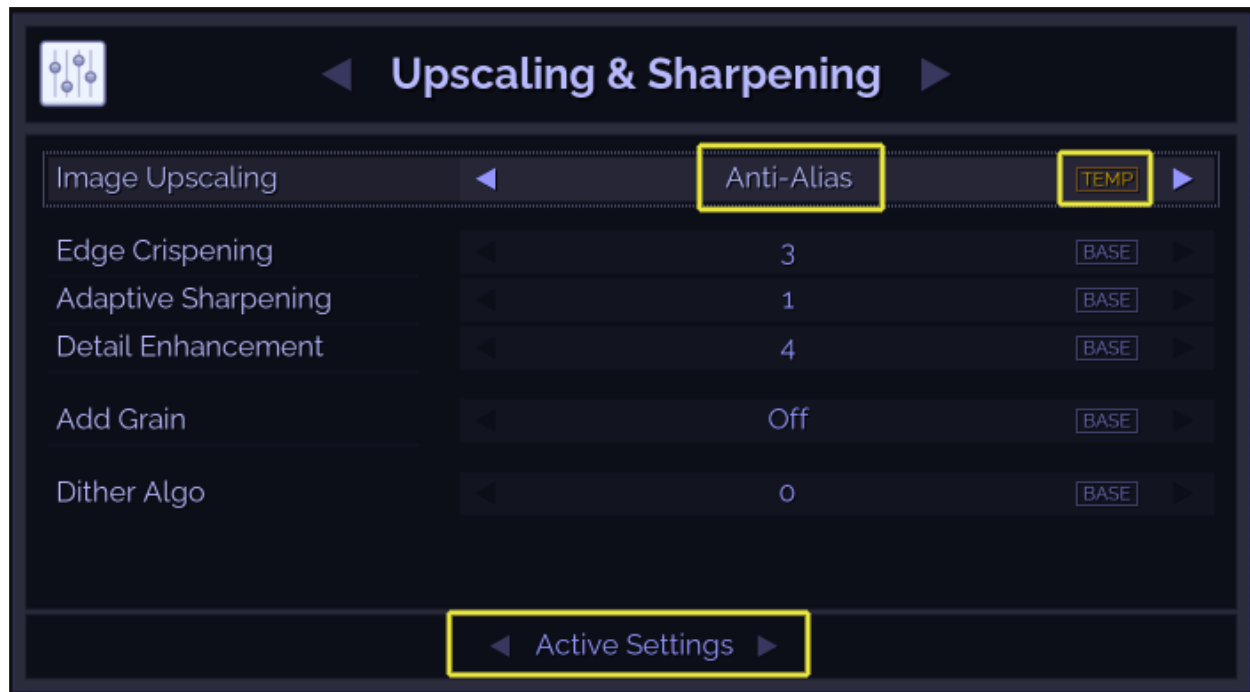 Upscaling & Sharpening
Image Upscaling Anti-Alias TEMP
Edge Crispening 3 BASE
Adaptive Sharpening 1 BASE
Detail Enhancement 4 BASE
Add Grain Off BASE
Dither Algo 0 BASE
Active Settings